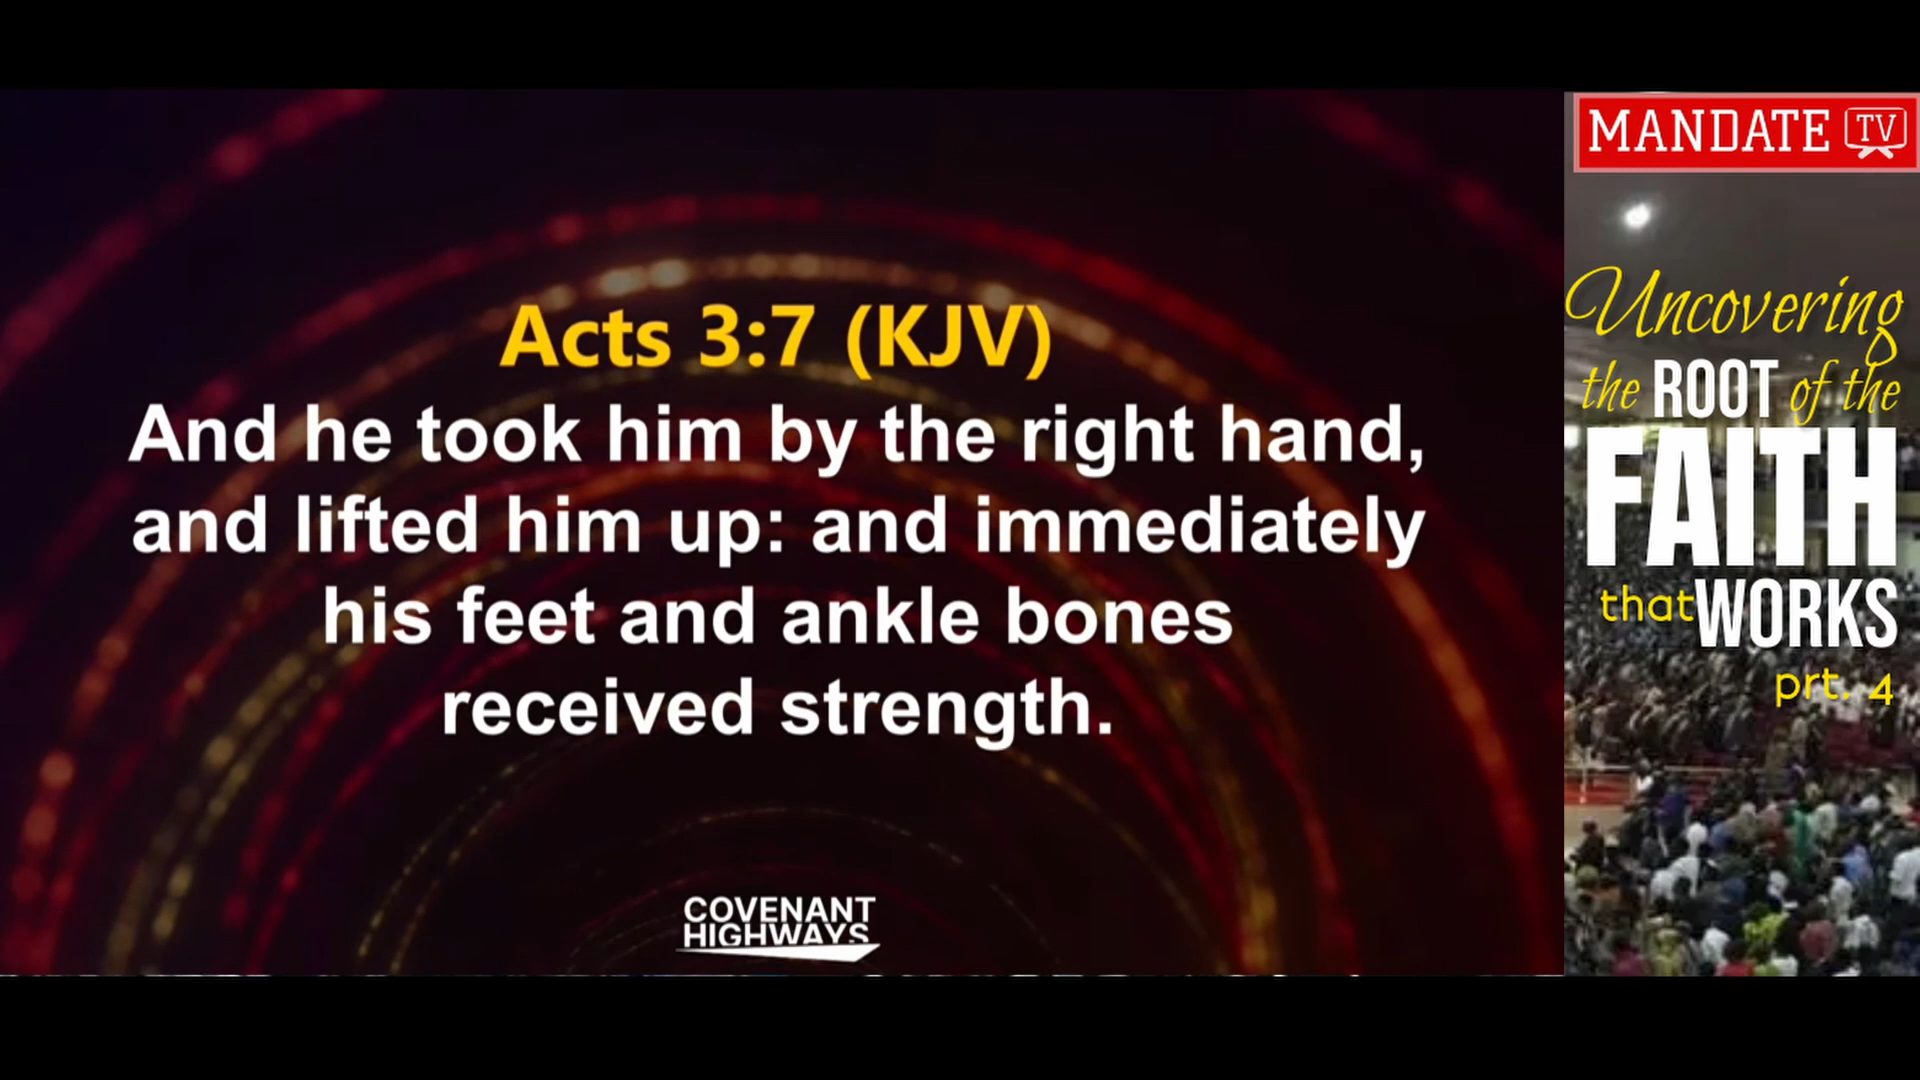 Acts 3:7 (KJV)
And he took him by the right hand,
and lifted him up: and immediately
his feet and ankle bones
received strength.
COVENANT
HIGHWAYS
MANDATE TV
Uncovering
the ROOT of the
FAITH
that WORKS
prt. 4